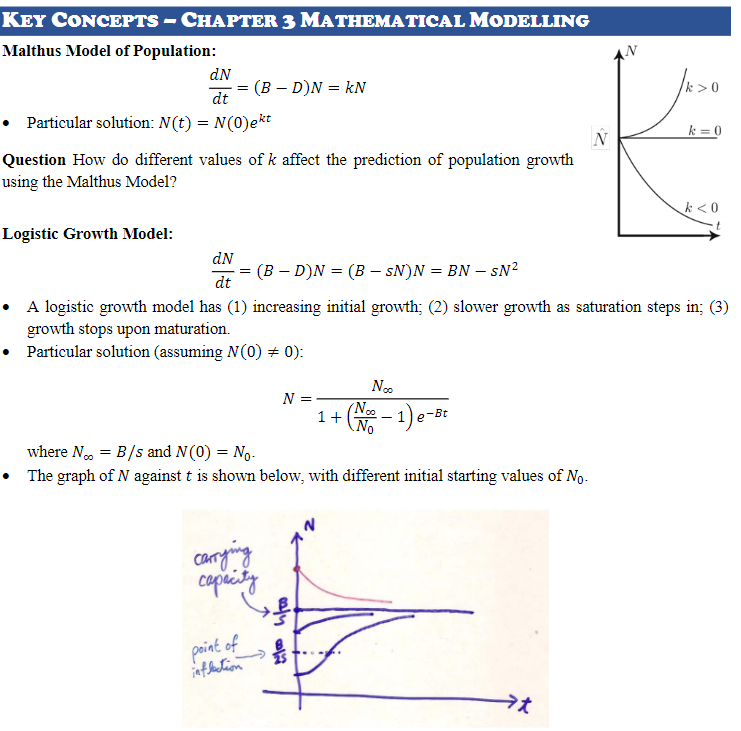 KEY CONCEPTS – CHAPTER 3 MATHEMATICAL MODELLING
Malthus Model of Population:
dN/dt = (B − D)N = kN
• Particular solution: N(t) = N(0)e^{kt}
Question How do different values of k affect the prediction of population growth
using the Malthus Model?
N
k > 0
k = 0
N̂
k < 0
t
Logistic Growth Model:
dN/dt = (B − D)N = (B − sN)N = BN − sN²
• A logistic growth model has (1) increasing initial growth; (2) slower growth as saturation steps in; (3)
growth stops upon maturation.
• Particular solution (assuming N(0) ≠ 0):
N = N∞ / (1 + (N∞/N₀ − 1) e^{−Bt})
where N∞ = B/s and N(0) = N₀.
• The graph of N against t is shown below, with different initial starting values of N₀.
N
carrying
capacity
B/s
point of
inflection
B/2s
t